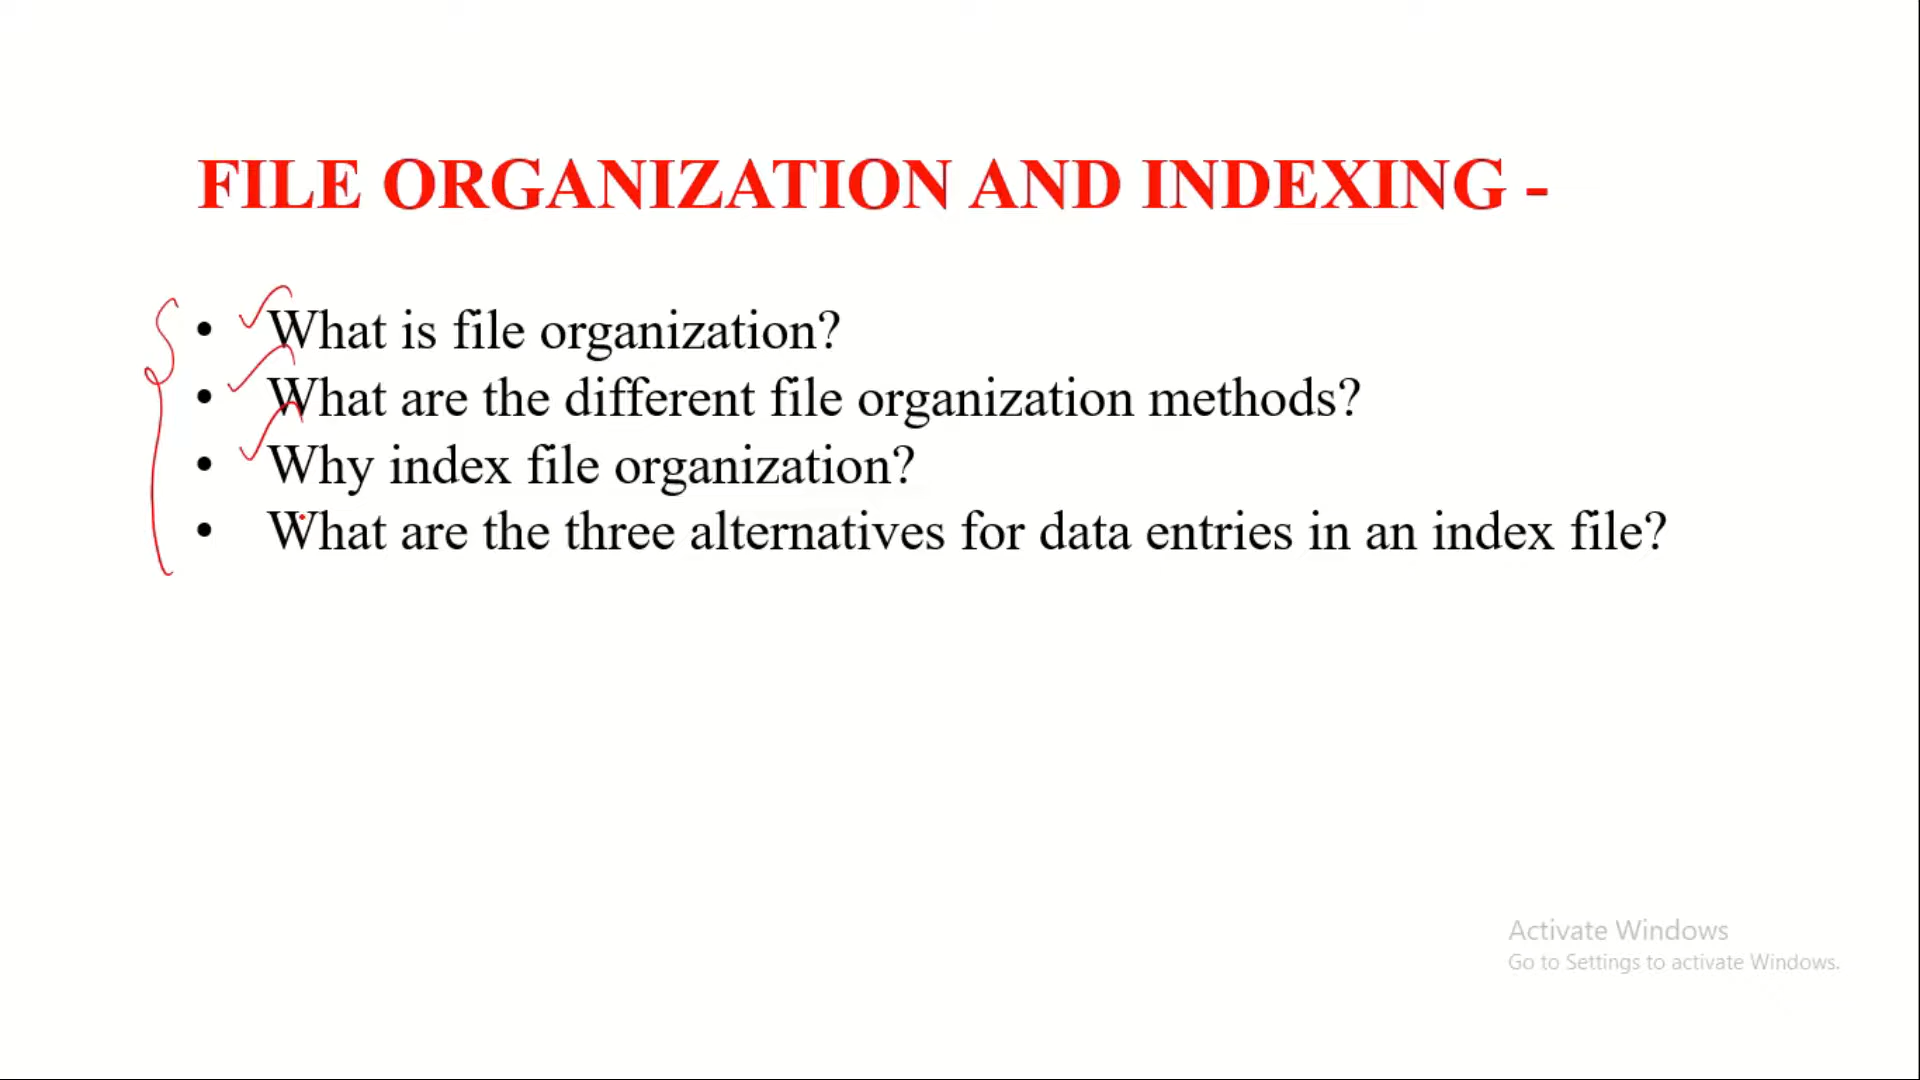 FILE ORGANIZATION AND INDEXING -
• What is file organization?
• What are the different file organization methods?
• Why index file organization?
• What are the three alternatives for data entries in an index file?
Activate Windows
Go to Settings to activate Windows.